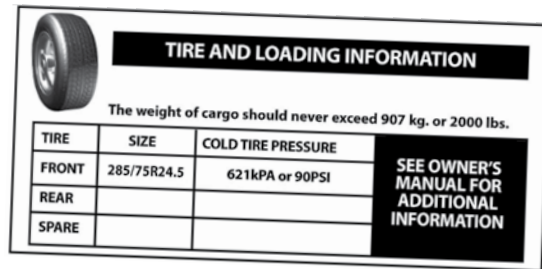 TIRE AND LOADING INFORMATION
The weight of cargo should never exceed 907 kg. or 2000 lbs.
TIRE SIZE COLD TIRE PRESSURE
FRONT 285/75R24.5 621kPA or 90PSI
REAR
SPARE
SEE OWNER'S
MANUAL FOR
ADDITIONAL
INFORMATION